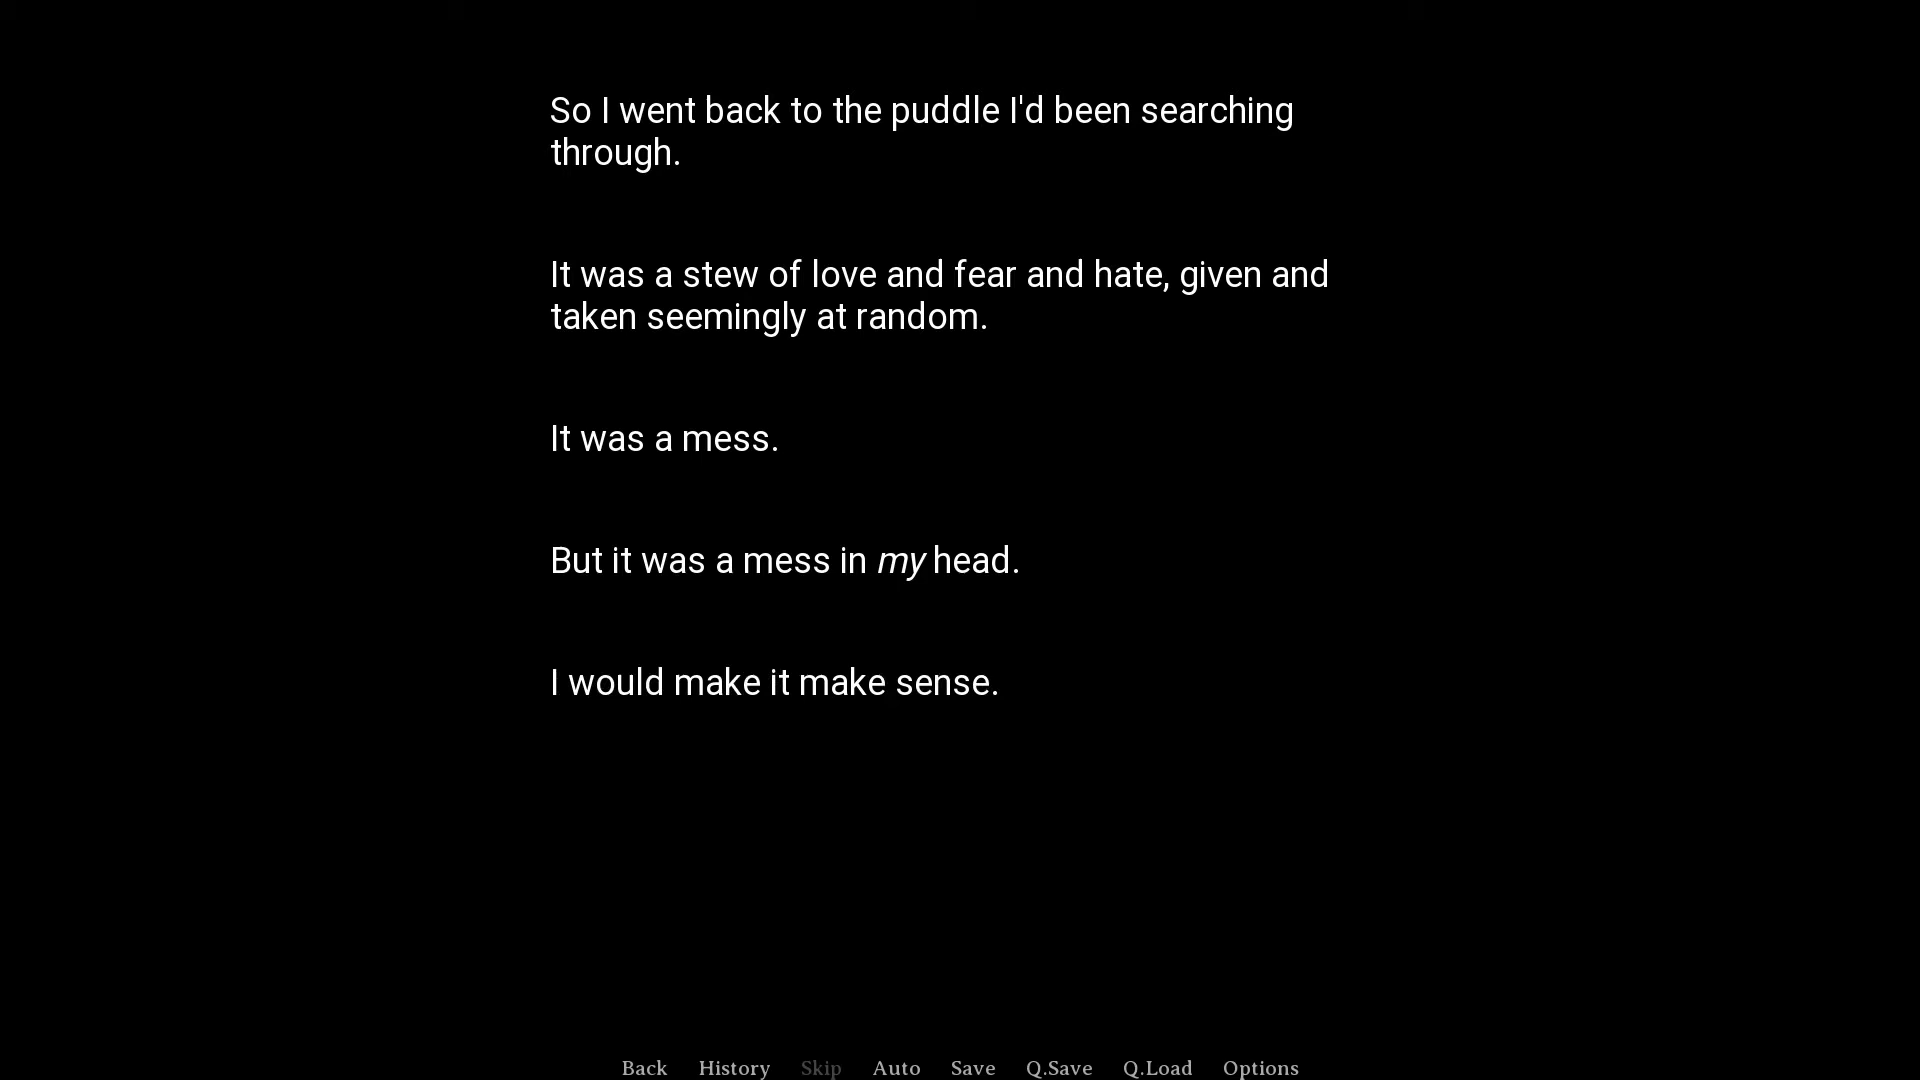 So I went back to the puddle I'd been searching
through.
It was a stew of love and fear and hate, given and
taken seemingly at random.
It was a mess.
But it was a mess in my head.
I would make it make sense.
Back History Skip Auto Save Q.Save Q.Load Options